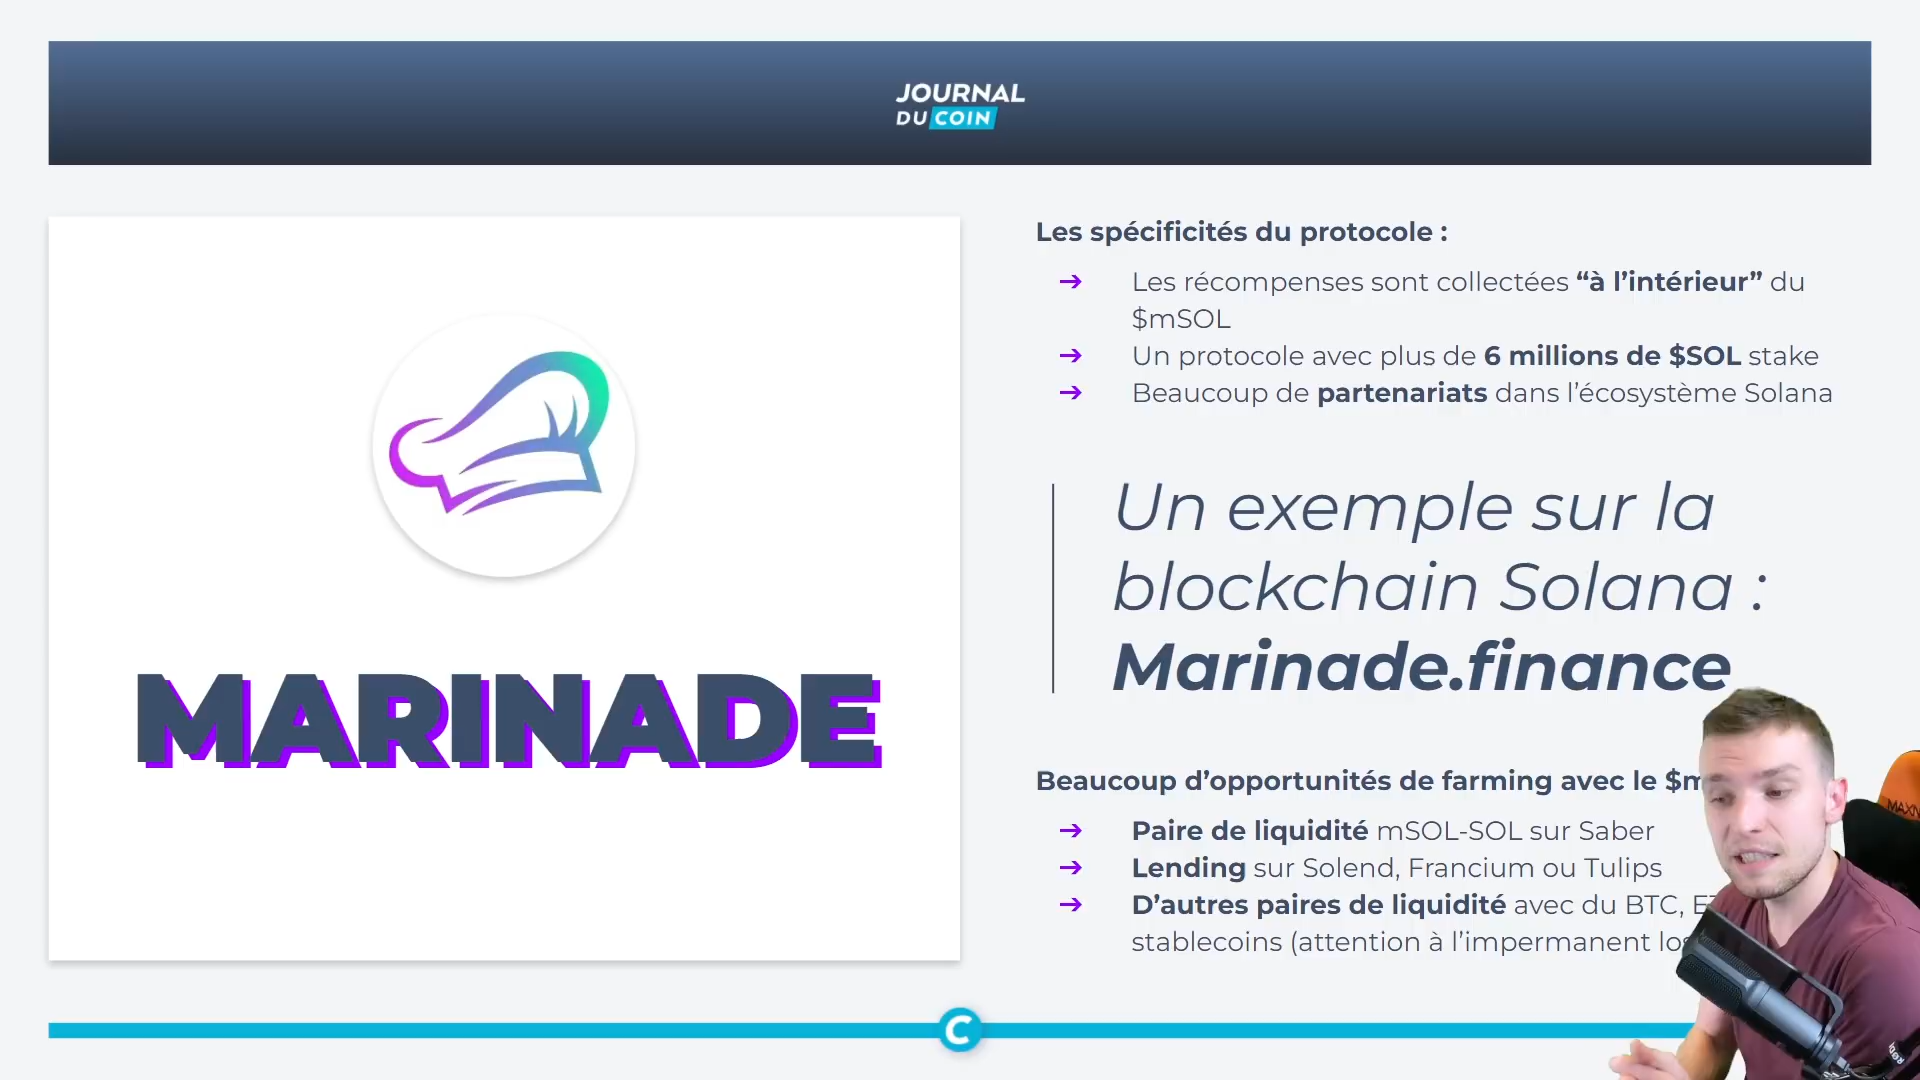 JOURNAL
DU COIN
Les spécificités du protocole :
➔ Les récompenses sont collectées “à l’intérieur” du
$mSOL
➔ Un protocole avec plus de 6 millions de $SOL stake
➔ Beaucoup de partenariats dans l’écosystème Solana
Un exemple sur la
blockchain Solana :
Marinade.finance
MARINADE
Beaucoup d’opportunités de farming avec le
➔ Paire de liquidité mSOL-SOL sur Saber
➔ Lending sur Solend, Francium ou Tulips
➔ D’autres paires de liquidité avec du BTC,
stablecoins (attention à l’impermanent
C